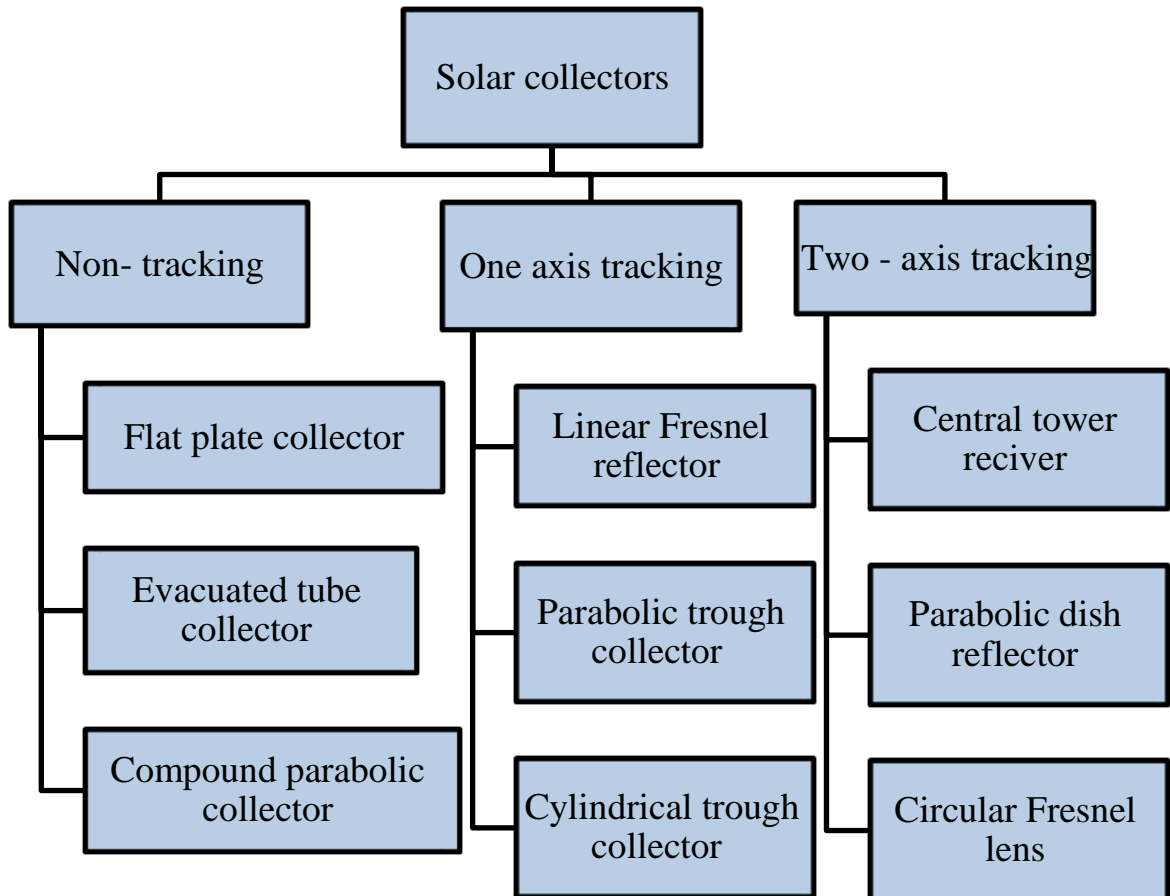 Solar collectors
Non- tracking
One axis tracking
Two - axis tracking
Flat plate collector
Evacuated tube
collector
Compound parabolic
collector
Linear Fresnel
reflector
Parabolic trough
collector
Cylindrical trough
collector
Central tower
reciver
Parabolic dish
reflector
Circular Fresnel
lens